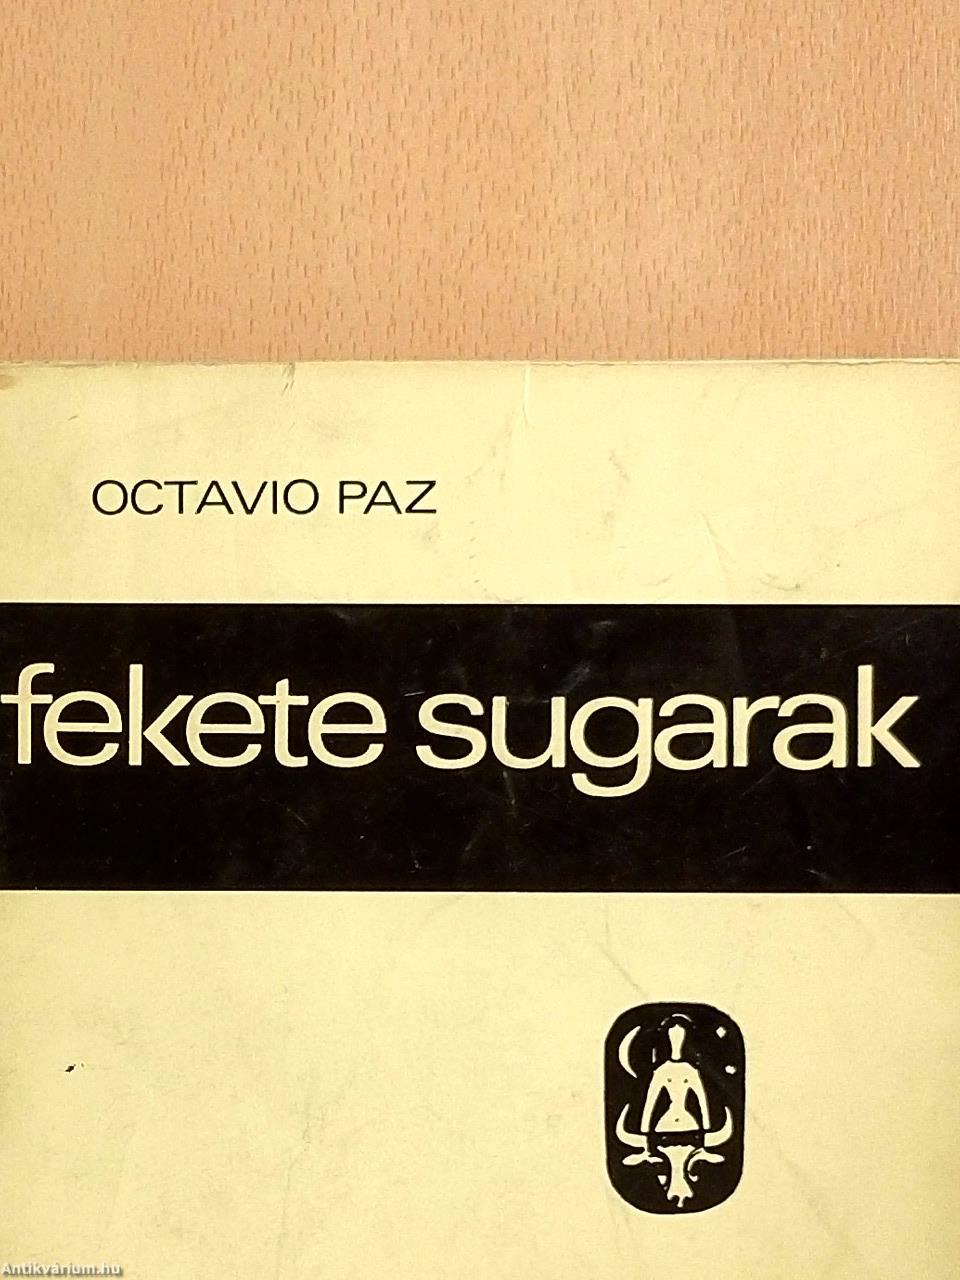 OCTAVIO PAZ
fekete sugarak
Antikvárium.hu